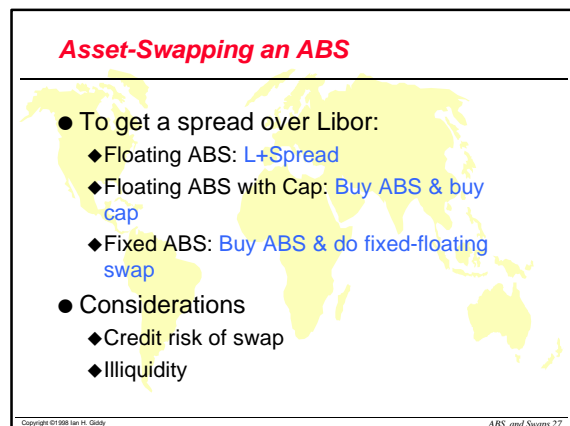 Asset-Swapping an ABS
● To get a spread over Libor:
◆Floating ABS: L+Spread
◆Floating ABS with Cap: Buy ABS & buy
cap
◆Fixed ABS: Buy ABS & do fixed-floating
swap
● Considerations
◆Credit risk of swap
◆Illiquidity
Copyright ©1998 Ian H. Giddy
ABS and Swaps 27